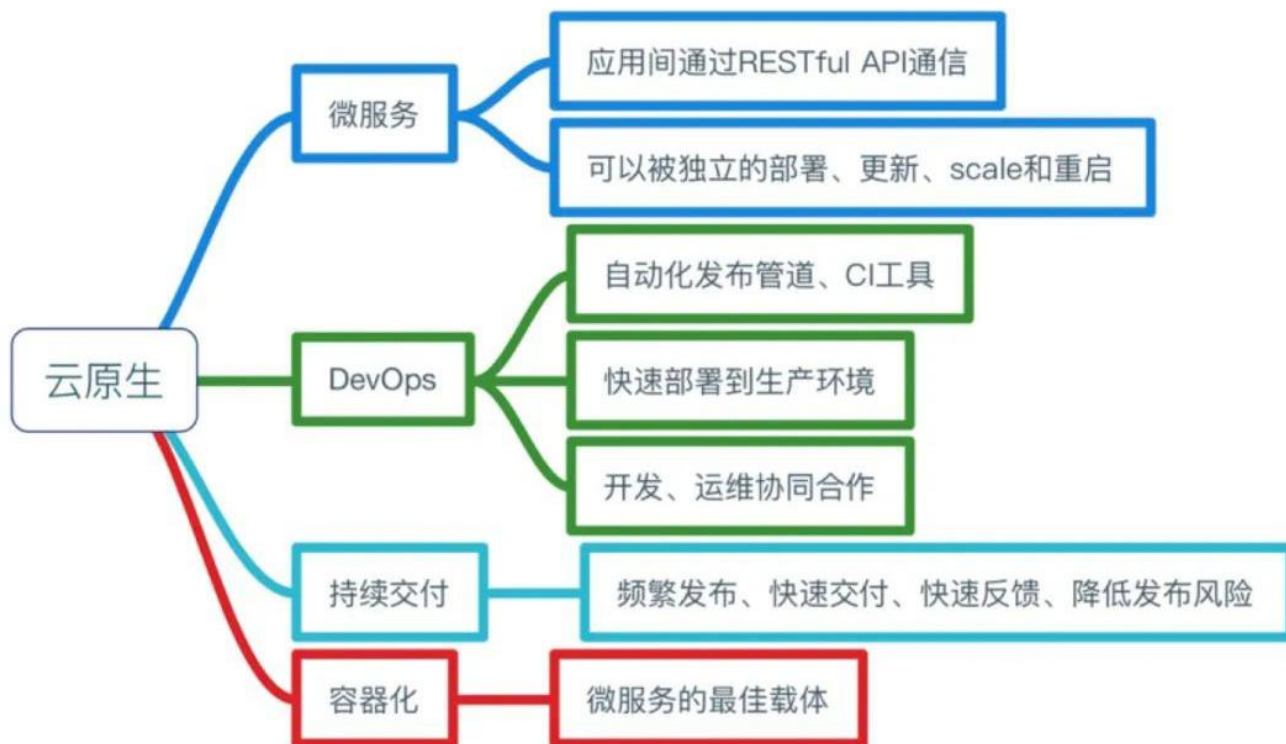 云原生
微服务
应用间通过RESTful API通信
可以被独立的部署、更新、scale和重启
DevOps
自动化发布管道、CI工具
快速部署到生产环境
开发、运维协同合作
持续交付
频繁发布、快速交付、快速反馈、降低发布风险
容器化
微服务的最佳载体